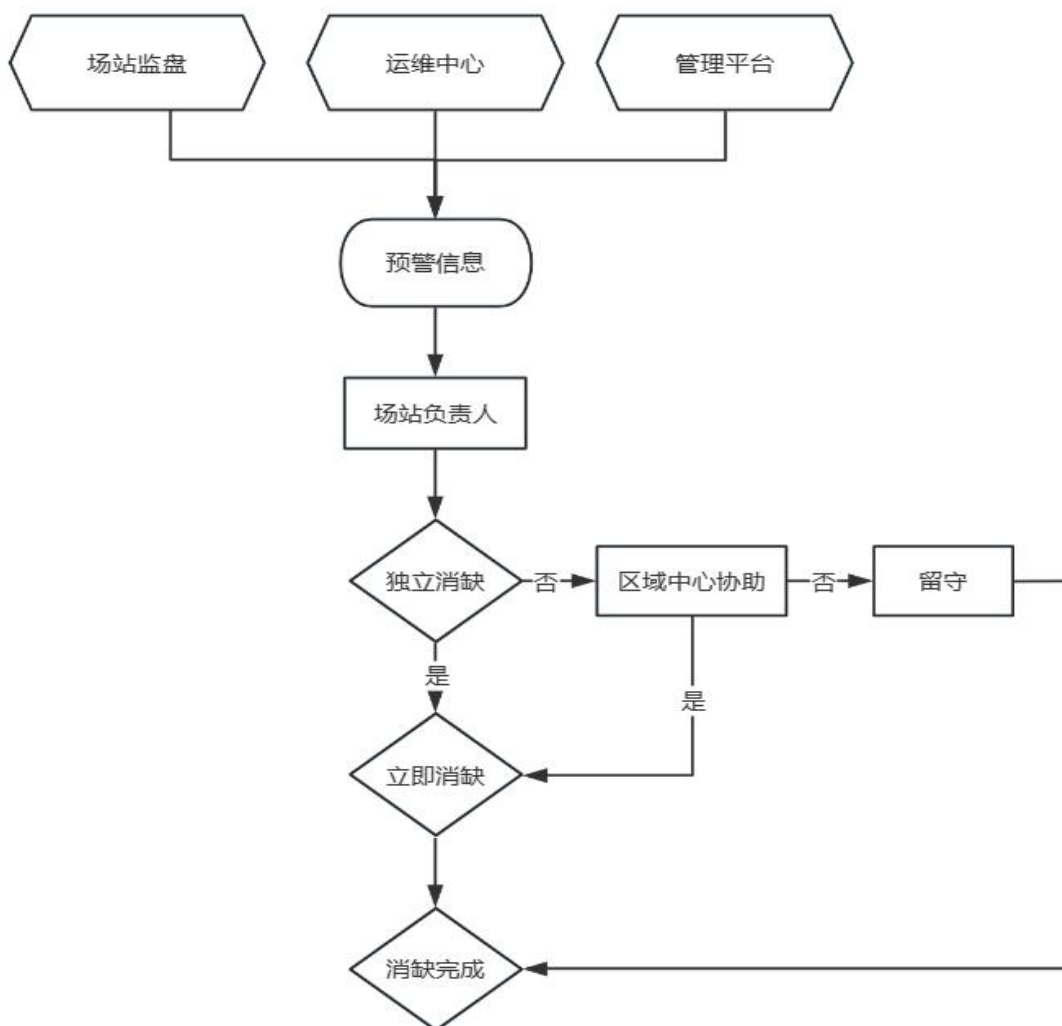 场站监盘
运维中心
管理平台
预警信息
场站负责人
独立消缺
否
区域中心协助
否
留守
是
是
立即消缺
消缺完成